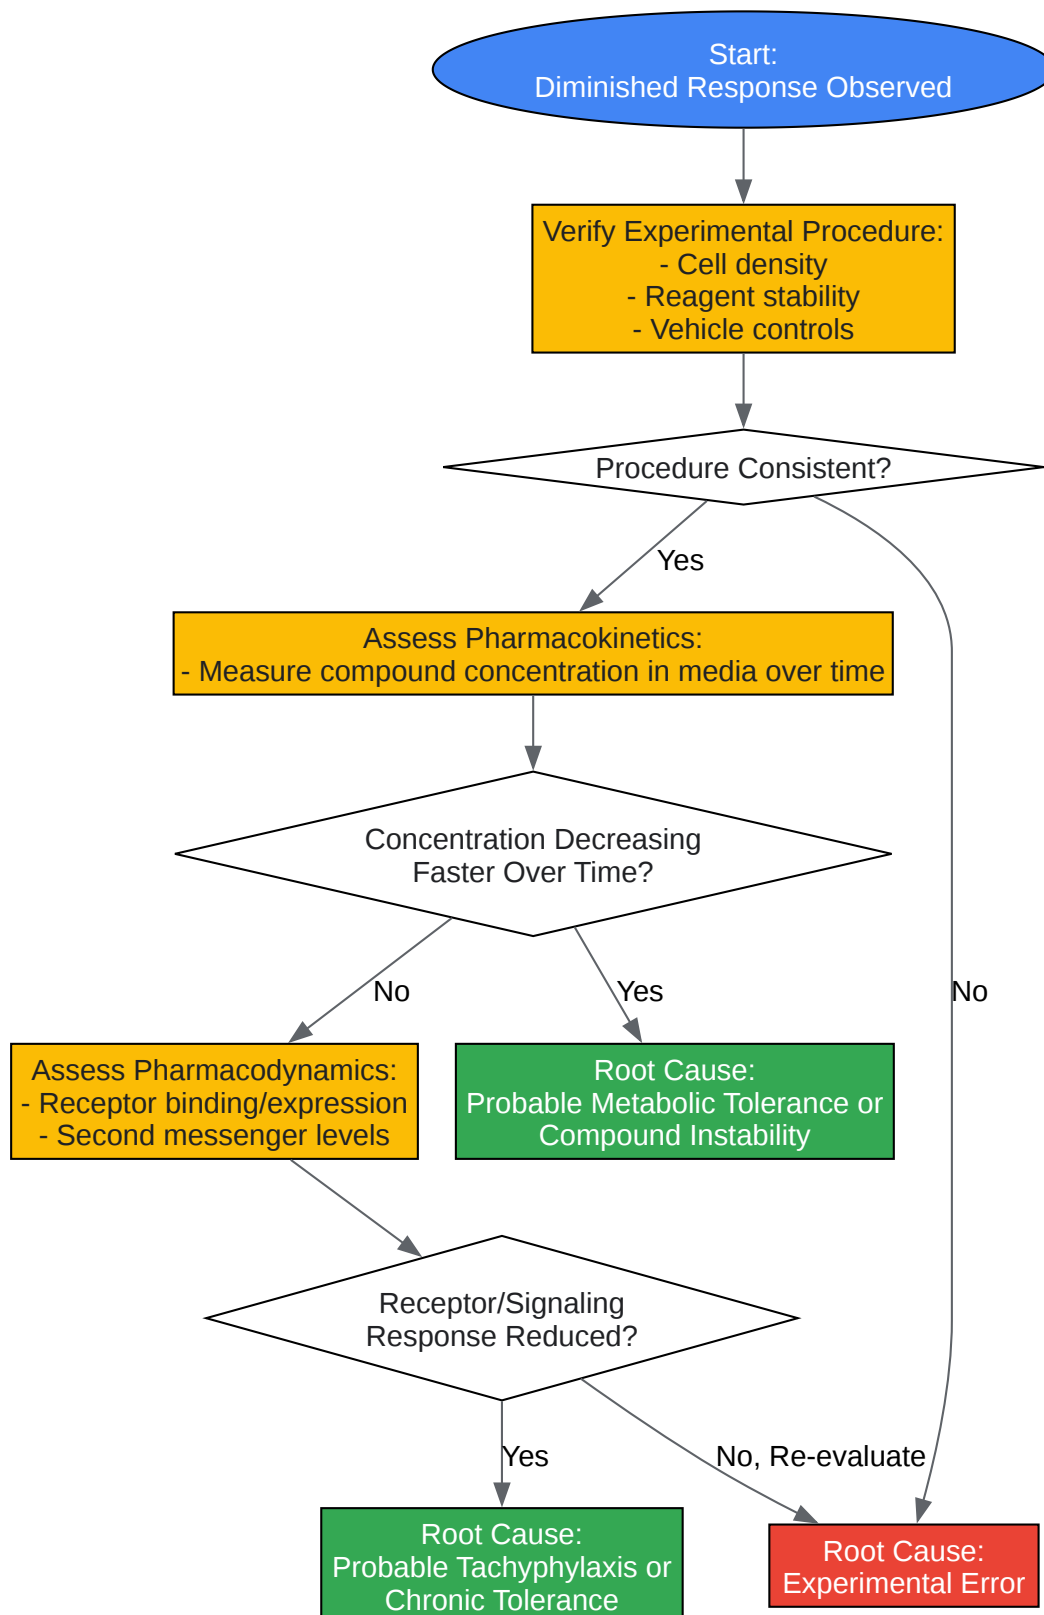 Start:
Diminished Response Observed
Verify Experimental Procedure:
- Cell density
- Reagent stability
- Vehicle controls
Procedure Consistent?
Yes
Assess Pharmacokinetics:
- Measure compound concentration in media over time
Concentration Decreasing
Faster Over Time?
No
Yes
No
Assess Pharmacodynamics:
- Receptor binding/expression
- Second messenger levels
Root Cause:
Probable Metabolic Tolerance or
Compound Instability
Receptor/Signaling
Response Reduced?
Yes
No, Re-evaluate
Root Cause:
Probable Tachyphylaxis or
Chronic Tolerance
Root Cause:
Experimental Error